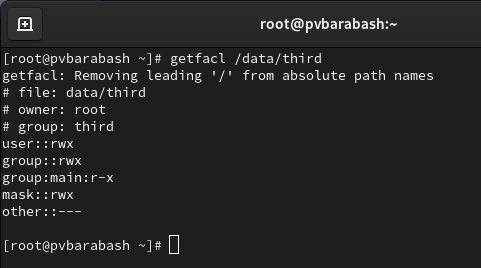 root@pvbarabash:~
[root@pvbarabash ~]# getfacl /data/third
getfacl: Removing leading '/' from absolute path names
# file: data/third
# owner: root
# group: third
user::rwx
group::rwx
group:main:r-x
mask::rwx
other::---
[root@pvbarabash ~]#